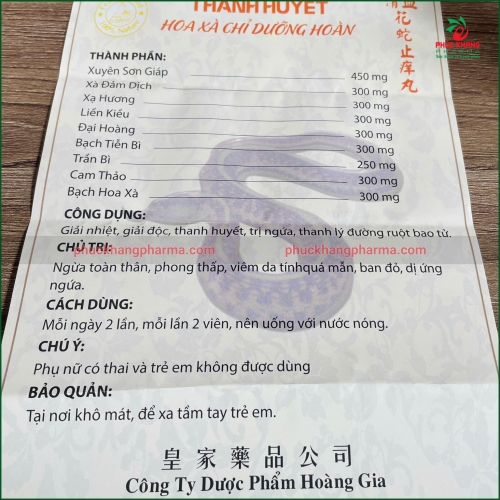 THANH HUYẾT
HOA XÀ CHỈ DƯỠNG HOÀN
血花蛇止痒丸
PHUC KHANG
THÀNH PHẦN:
Xuyên Sơn Giáp 450 mg
Xà Đảm Dịch 300 mg
Xạ Hương 300 mg
Liền Kiều 300 mg
Đại Hoàng 300 mg
Bạch Tiễn Bì 300 mg
Trần Bì 250 mg
Cam Thảo 300 mg
Bạch Hoa Xà 300 mg
CÔNG DỤNG:
Giải nhiệt, giải độc, thanh huyết, trị ngứa, thanh lý đường ruột bao tử.
phuckhangpharma.com phuckhangpharma.com
CHỦ TRỊ:
Ngừa toàn thân, phong thấp, viêm da tínhquá mẫn, ban đỏ, dị ứng
ngứa.
CÁCH DÙNG:
Mỗi ngày 2 lần, mỗi lần 2 viên, nên uống với nước nóng.
CHÚ Ý:
Phụ nữ có thai và trẻ em không được dùng
BẢO QUẢN:
Tại nơi khô mát, để xa tầm tay trẻ em.
皇家藥品公司
Công Ty Dược Phẩm Hoàng Gia